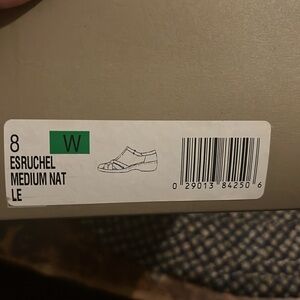 8 W
ESRUCHEL
MEDIUM NAT
LE
0 29013 84250 6